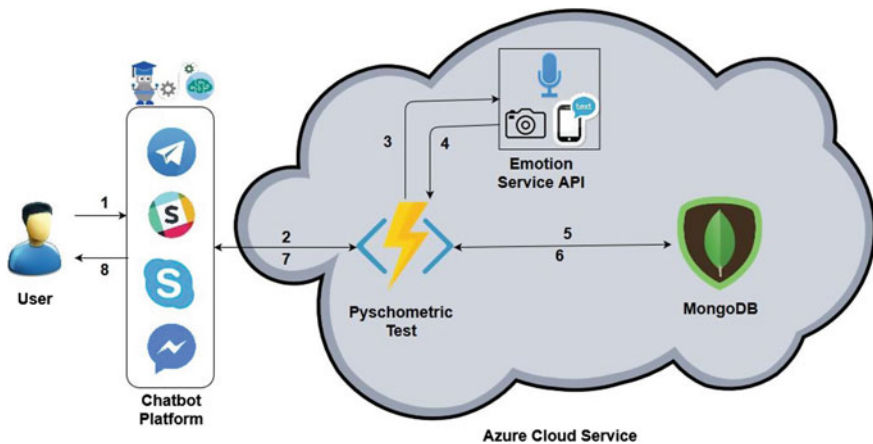 text
3
4
Emotion
Service API
1
2
5
S
7
6
8
S
User
Pyschometric
Test
MongoDB
Chatbot
Platform
Azure Cloud Service